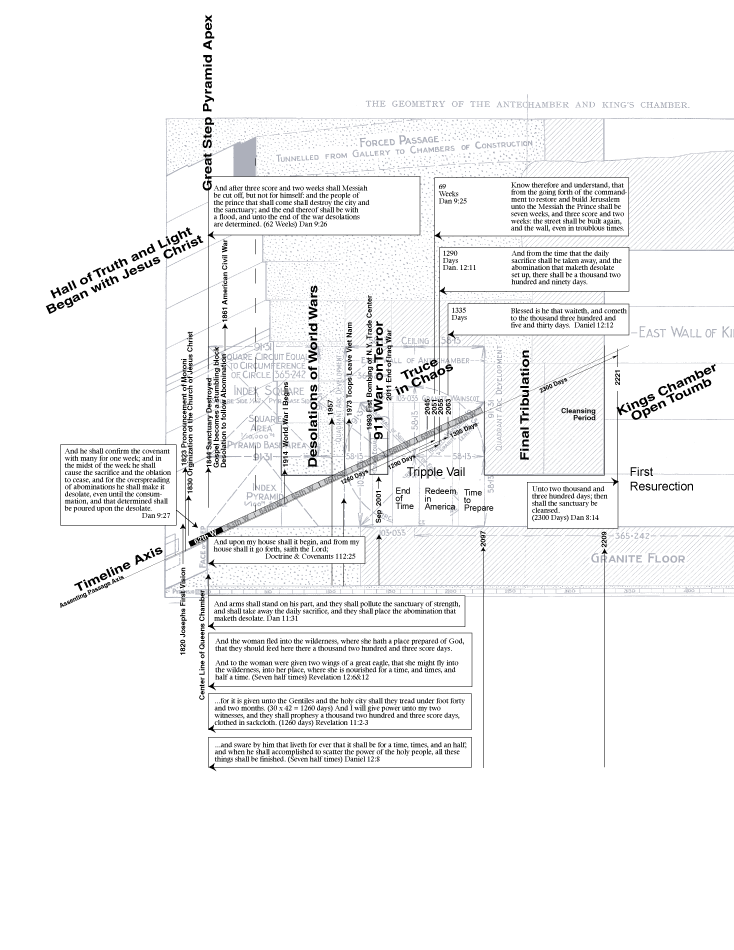 Great Step Pyramid Apex
THE GEOMETRY OF THE ANTECHAMBER AND KING'S CHAMBER.
FORCED PASSAGE
TUNNELLED FROM GALLERY TO CHAMBERS OF CONSTRUCTION
And after three score and two weeks shall Messiah
be cut off, but not for himself: and the people of
the prince that shall come shall destroy the city and
the sanctuary; and the end thereof shall be with
a flood, and unto the end of the war desolations
are determined. (62 Weeks) Dan 9:26
69
Weeks
Dan 9:25
Know therefore and understand, that
from the going forth of the command-
ment to restore and build Jerusalem
unto the Messiah the Prince shall be
seven weeks, and three score and two
weeks: the street shall be built again,
and the wall, even in troublous times.
1290
Days
Dan. 12:11
And from the time that the daily
sacrifice shall be taken away, and the
abomination that maketh desolate
set up, there shall be a thousand two
hundred and ninety days.
1335
Days
Blessed is he that waiteth, and cometh
to the thousand three hundred and
five and thirty days. Daniel 12:12
Hall of Truth and Light
Began with Jesus Christ
1861 American Civil War
EAST WALL OF KI
CEILING
58·15
91·31
SQUARE CIRCUIT EQUAL
TO CIRCUMFERENCE
OF CIRCLE 365·242
INDEX SQUARE
SQUARE
AREA
PYRAMID BASE AREA
91·31
INDEX
PYRAMID
QUADRANT ARC DEVELOPMENT
1823 Pronouncement of Moroni
1830 Orginization of the Church of Jesus Christ
1844 Sanctuary Destroyed
Gospel becomes a stumbling block
Desolation to follow Abomination
1914 World War I Begins
Desolations of World Wars
1957
1973 Toops Leave Viet Nam
1993 First Bombing of N.Y. Trade Center
911 War onTerror
2011 End of Iraq War
Truce
in Chaos
2045
2051
2055
2063
Final Tribulation
2300 Days
2221
Cleansing
Period
Kings Chamber
Open Toumb
1260 Days
1290 Days
1300 Days
Tripple Vail
Sep 2001
End
of
Time
Redeem
in
America
Time
to
Prepare
First
Resurection
And he shall confirm the covenant
with many for one week; and in
the midst of the week he shall
cause the sacrifice and the oblation
to cease, and for the overspreading
of abominations he shall make it
desolate, even until the consum-
mation, and that determined shall
be poured upon the desolate.
Dan 9:27
Unto two thousand and
three hundred days; then
shall the sanctuary be
cleansed.
(2300 Days) Dan 8:14
And upon my house shall it begin, and from my
house shall it go forth, saith the Lord;
Doctrine & Covenants 112:25
103·033
365·242
GRANITE FLOOR
Timeline Axis
Assenting Passage Axis
1820 Josephs First Vision
Center Line of Queens Chamber
2097
2209
And arms shall stand on his part, and they shall pollute the sanctuary of strength,
and shall take away the daily sacrifice, and they shall place the abomination that
maketh desolate. Dan 11:31
And the woman fled into the wilderness, where she hath a place prepared of God,
that they should feed here there a thousand two hundred and three score days.
And to the woman were given two wings of a great eagle, that she might fly into
the wilderness, into her place, where she is nourished for a time, and times, and
half a time. (Seven half times) Revelation 12:6&12
...for it is given unto the Gentiles and the holy city shall they tread under foot forty
and two months. (30 x 42 = 1260 days) And I will give power unto my two
witnesses, and they shall prophesy a thousand two hundred and three score days,
clothed in sackcloth. (1260 days) Revelation 11:2-3
...and sware by him that liveth for ever that it shall be for a time, times, and an half;
and when he shall accomplished to scatter the power of the holy people, all these
things shall be finished. (Seven half times) Daniel 12:8